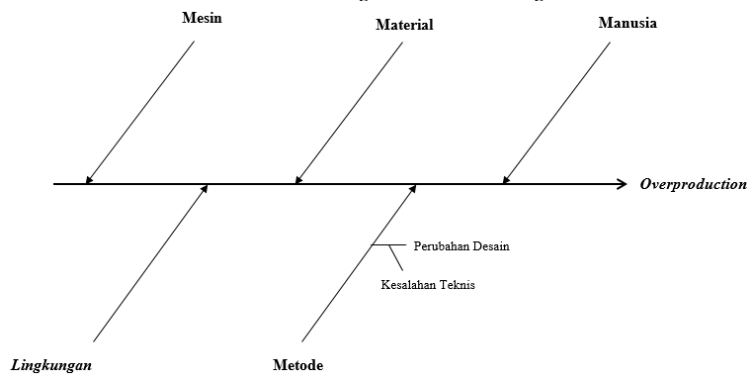 Mesin
Material
Manusia
Overproduction
Perubahan Desain
Kesalahan Teknis
Lingkungan
Metode